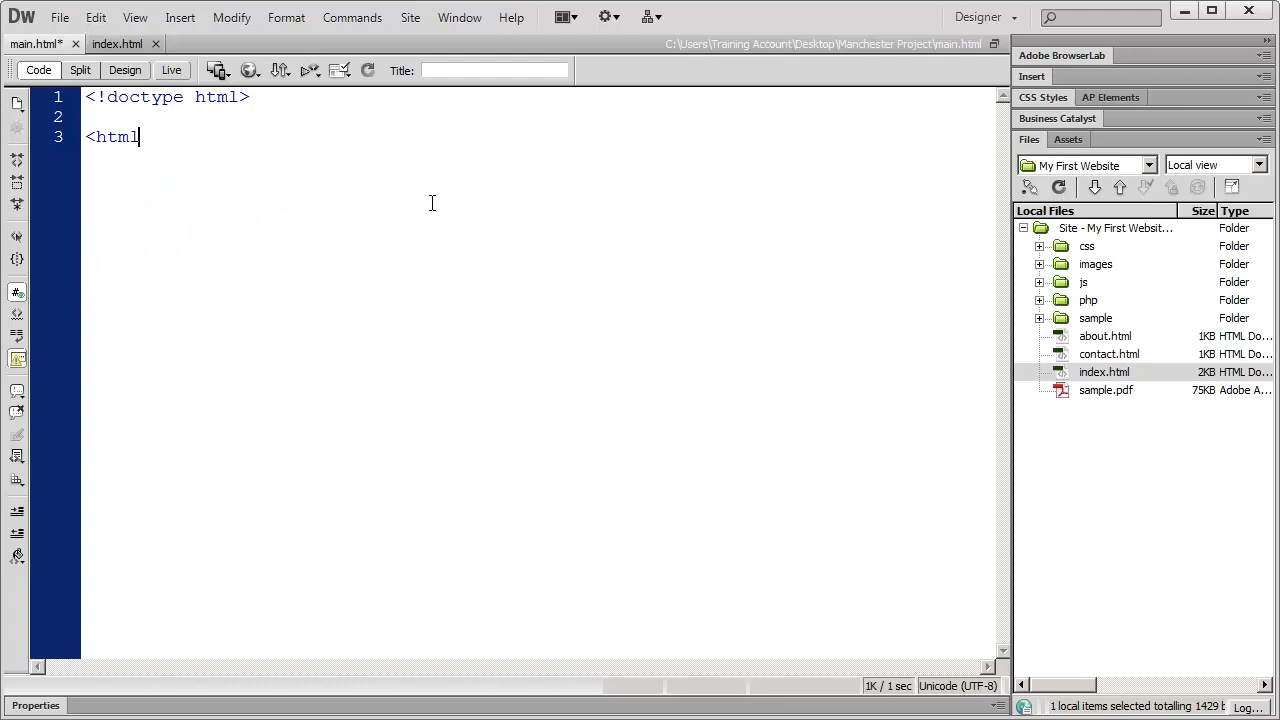 Dw File Edit View Insert Modify Format Commands Site Window Help Designer
main.html* index.html C:\Users\Training Account\Desktop\Manchester Project\main.html
Code Split Design Live Title:
1 <!doctype html>
2
3 <html
Adobe BrowserLab
Insert
CSS Styles AP Elements
Business Catalyst
Files Assets
My First Website Local view
Local Files Size Type
Site - My First Websit... Folder
css Folder
images Folder
js Folder
php Folder
sample Folder
about.html 1KB HTML Do...
contact.html 1KB HTML Do...
index.html 2KB HTML Do...
sample.pdf 75KB Adobe A...
1K / 1 sec Unicode (UTF-8)
Properties
1 local items selected totalling 1429 b Log...